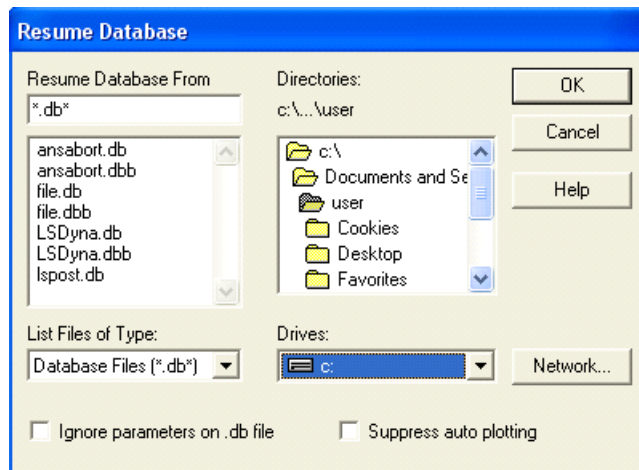 Resume Database
Resume Database From
*.db*
ansabort.db
ansabort.dbb
file.db
file.dbb
LSDyna.db
LSDyna.dbb
lspost.db
List Files of Type:
Database Files (*.db*)
Directories:
c:\...\user
c:\
Documents and Se
user
Cookies
Desktop
Favorites
Drives:
c:
OK
Cancel
Help
Network...
Ignore parameters on .db file
Suppress auto plotting